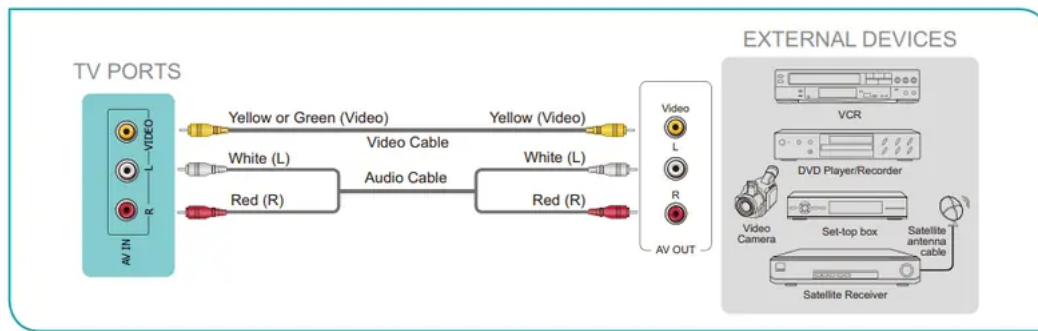 EXTERNAL DEVICES
TV PORTS
VIDEO
L
R
AV IN
Yellow or Green (Video)
Yellow (Video)
Video Cable
White (L)
White (L)
Audio Cable
Red (R)
Red (R)
Video
L
R
AV OUT
VCR
DVD Player/Recorder
Video
Camera
Set-top box
Satellite
antenna
cable
Satellite Receiver